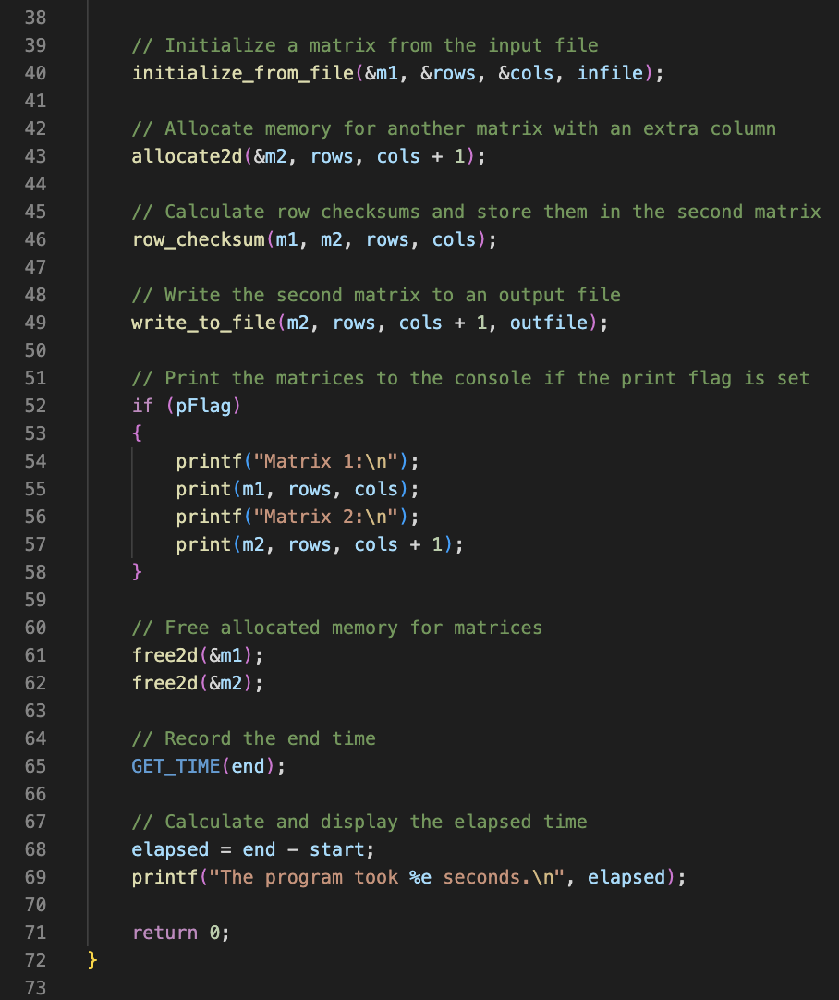 38
39 // Initialize a matrix from the input file
40 initialize_from_file(&m1, &rows, &cols, infile);
41
42 // Allocate memory for another matrix with an extra column
43 allocate2d(&m2, rows, cols + 1);
44
45 // Calculate row checksums and store them in the second matrix
46 row_checksum(m1, m2, rows, cols);
47
48 // Write the second matrix to an output file
49 write_to_file(m2, rows, cols + 1, outfile);
50
51 // Print the matrices to the console if the print flag is set
52 if (pFlag)
53 {
54 printf("Matrix 1:\n");
55 print(m1, rows, cols);
56 printf("Matrix 2:\n");
57 print(m2, rows, cols + 1);
58 }
59
60 // Free allocated memory for matrices
61 free2d(&m1);
62 free2d(&m2);
63
64 // Record the end time
65 GET_TIME(end);
66
67 // Calculate and display the elapsed time
68 elapsed = end - start;
69 printf("The program took %e seconds.\n", elapsed);
70
71 return 0;
72 }
73